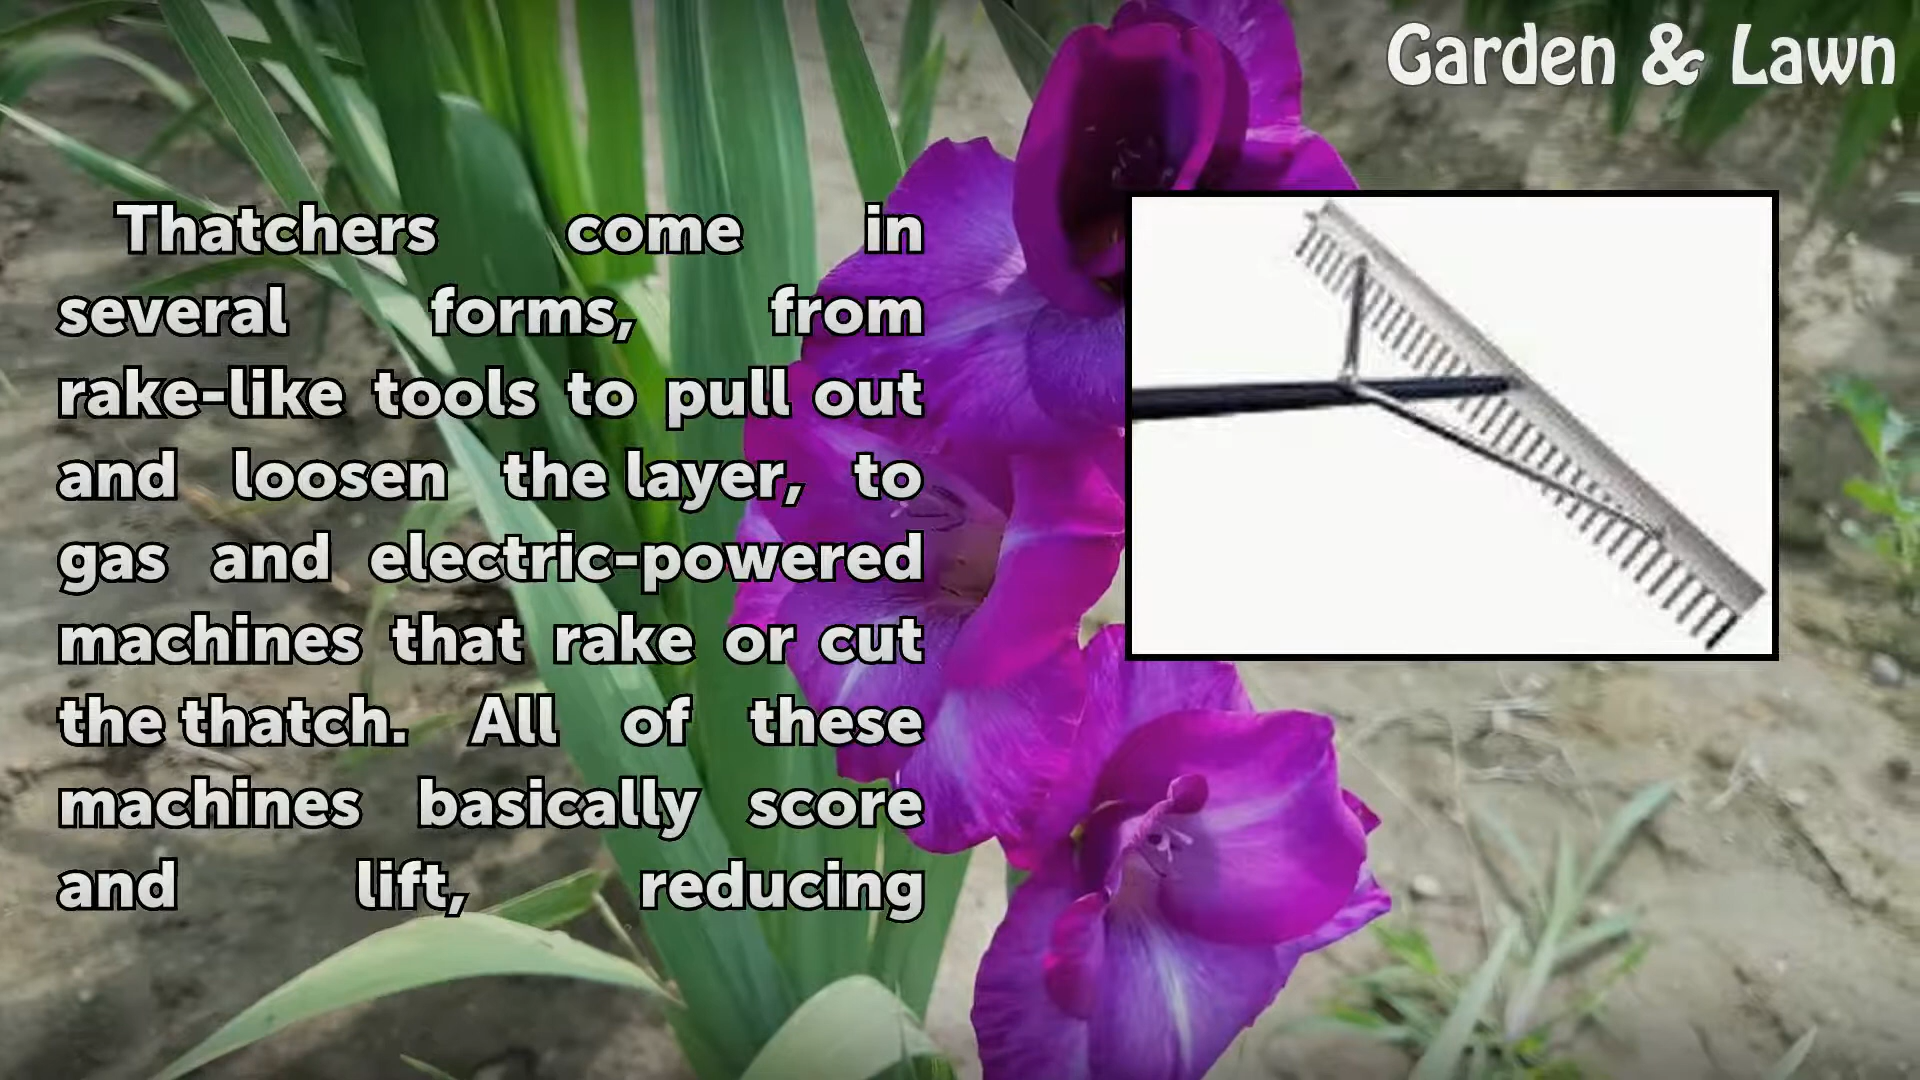 Garden & Lawn
Thatchers come in
several forms, from
rake-like tools to pull out
and loosen the layer, to
gas and electric-powered
machines that rake or cut
the thatch. All of these
machines basically score
and lift, reducing